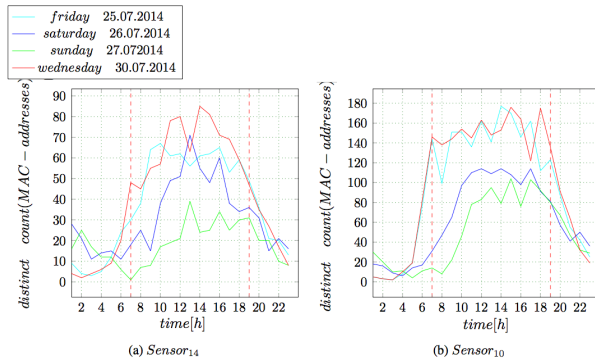 friday 25.07.2014
saturday 26.07.2014
sunday 27.072014
wednesday 30.07.2014
distinct count(MAC − addresses)
90
80
70
60
50
40
30
20
10
0
2 4 6 8 10 12 14 16 18 20 22
time[h]
(a) Sensor14
distinct count(MAC − addresses)
180
160
140
120
100
80
60
40
20
0
2 4 6 8 10 12 14 16 18 20 22
time[h]
(b) Sensor10